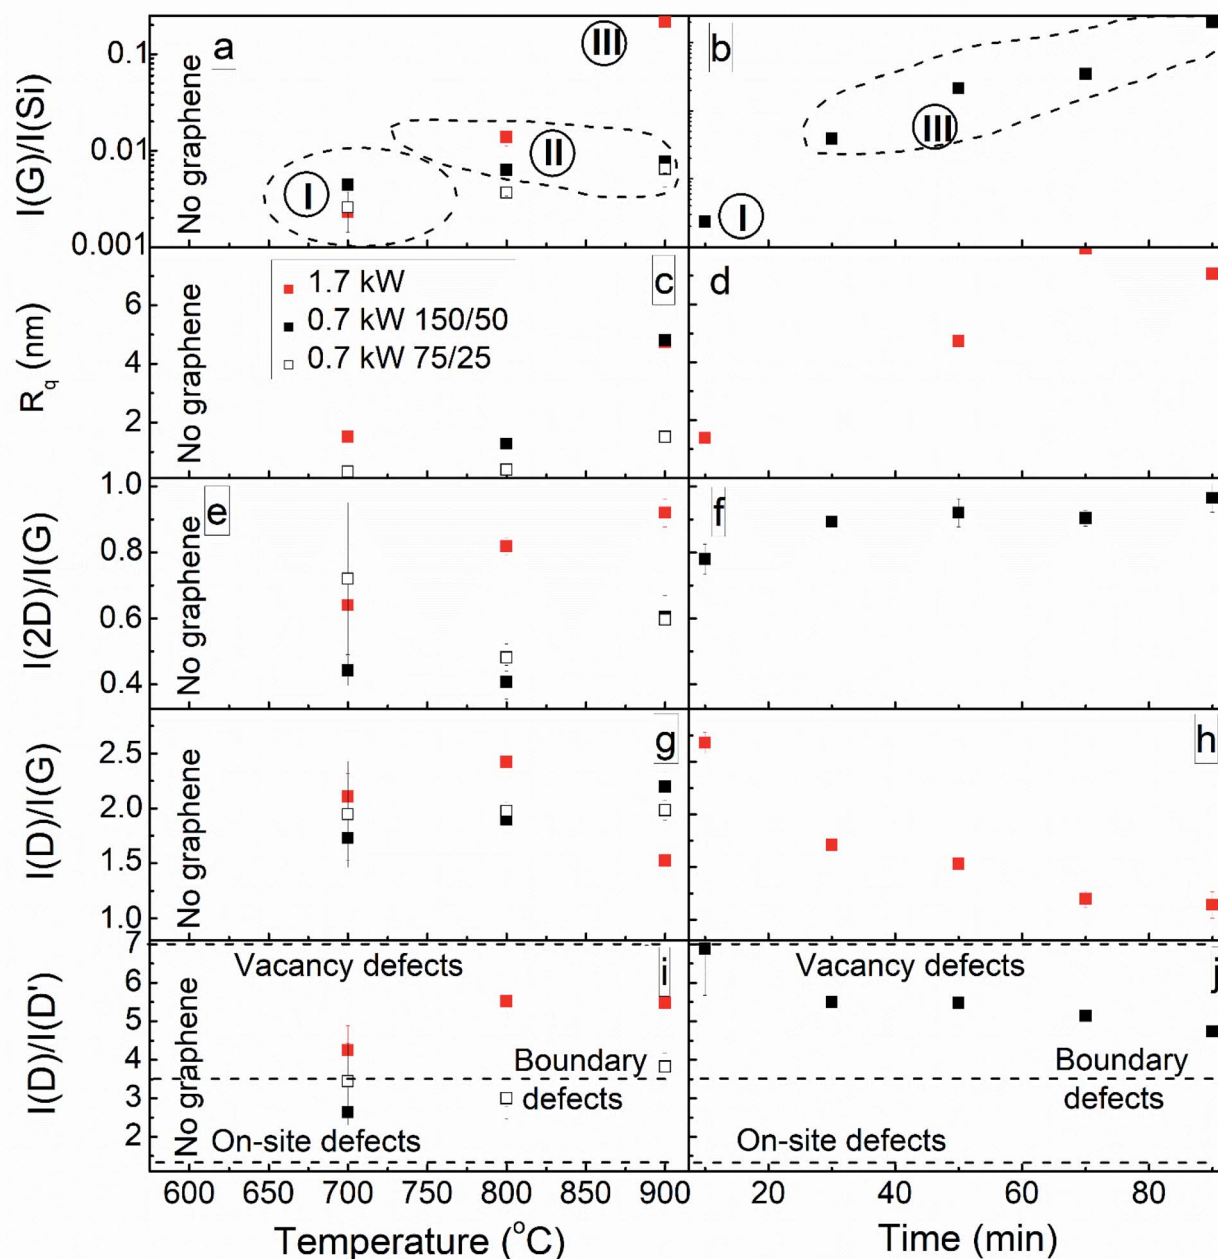 I(G)/I(Si)
0.1
0.01
0.001
No graphene
a
I
II
III
b
I
III
R_q (nm)
6
4
2
No graphene
1.7 kW
0.7 kW 150/50
0.7 kW 75/25
c
d
I(2D)/I(G)
1.0
0.8
0.6
0.4
No graphene
e
f
I(D)/I(G)
2.5
2.0
1.5
1.0
No graphene
g
h
I(D)/I(D')
7
6
5
4
3
2
No graphene
Vacancy defects
i
Boundary
defects
On-site defects
Vacancy defects
j
Boundary
defects
On-site defects
600 650 700 750 800 850 900
20 40 60 80
Temperature (°C)
Time (min)